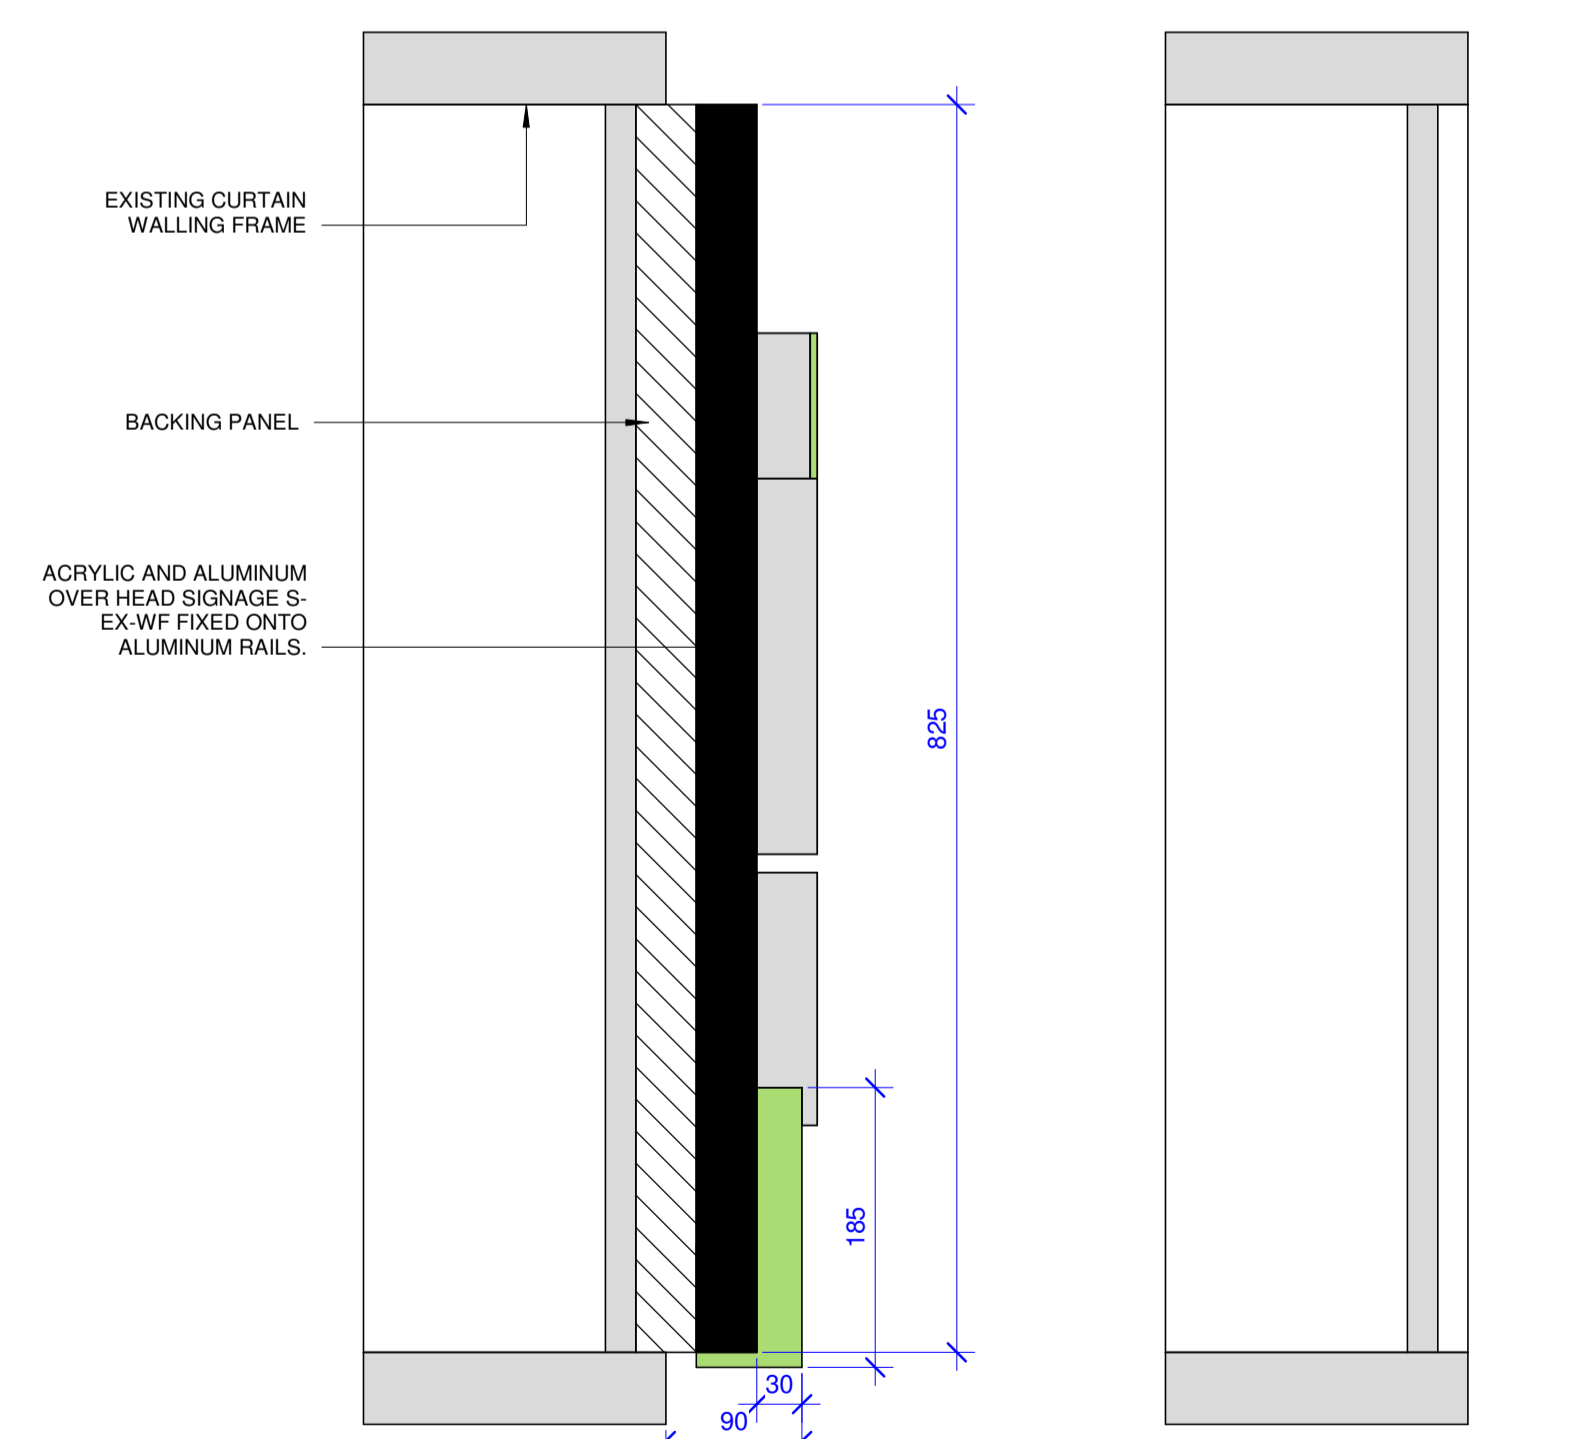 EXISTING CURTAIN
WALLING FRAME
BACKING PANEL
ACRYLIC AND ALUMINUM
OVER HEAD SIGNAGE S-
EX-WF FIXED ONTO
ALUMINUM RAILS.
825
185
30
90